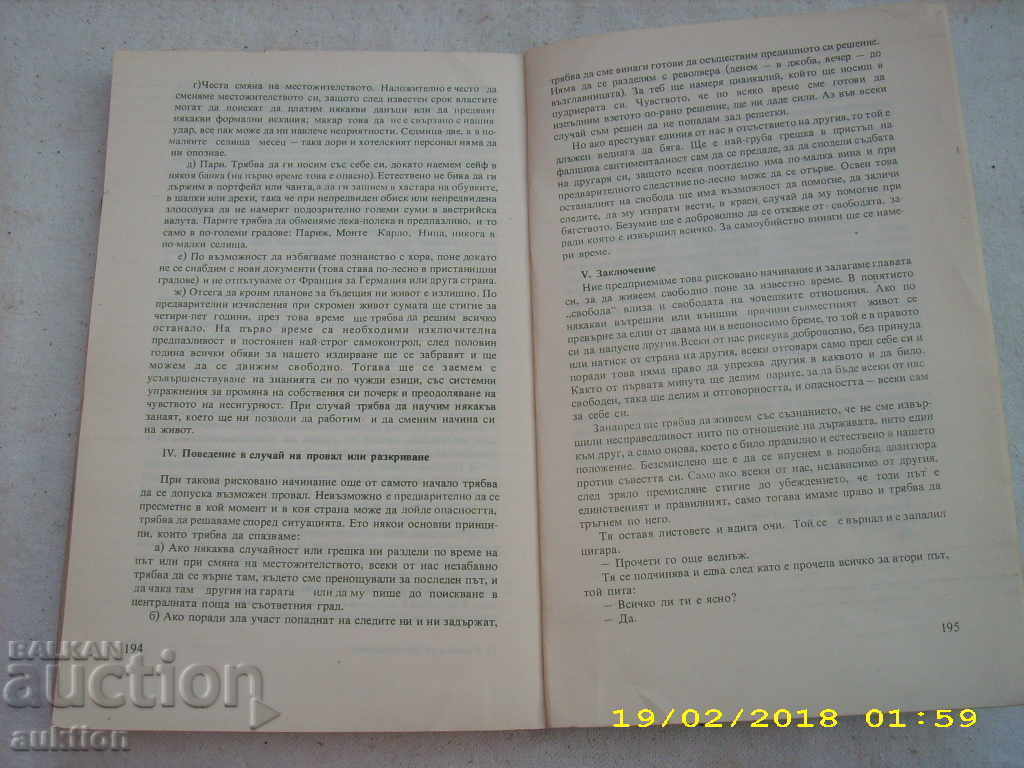 г) Честа смяна на местожителството. Наложително е често да
сменяме местожителството си, защото след известен срок властите
могат да поискат да платим някакви данъци или да предявят
някакви формални искания; макар това да не е свързано с нашия
удар, все пак може да ни навлече неприятности. Седмица-две, а в по-
малките селища месец — така дори и хотелският персонал няма да
ни опознае.
д) Пари. Трябва да ги носим със себе си, докато наемем сейф в
някоя банка (на първо време това е опасно). Естествено не бива да ги
държим в портфейл или чанта, а да ги зашием в хастара на обувките,
в шапки или дрехи, така че при непредвиден обиск или непредвидена
злополука да не намерят подозрително големи суми в австрийска
валута. Парите трябва да обменяме лека-полека и предпазливо, и то
само в по-големи градове: Париж, Монте Карло, Ница, никога в
по-малки селища.
е) По възможност да избягваме познанство с хора, поне докато
не се снабдим с нови документи (това става по-лесно в пристанищни
градове) и не отпътуваме от Франция за Германия или друга страна.
ж) Отсега да кроим планове за бъдещия ни живот е излишно. По
предварителни изчисления при скромен живот сумата ще стигне за
четири-пет години, през това време ще трябва да решим всичко
останало. На първо време са необходими изключителна
предпазливост и постоянен най-строг самоконтрол, след половин
година всички обяви за нашето издирване ще се забравят и ще
можем да се движим свободно. Тогава ще се заемем с
усъвършенствуване на знанията си по чужди езици, със системни
упражнения за промяна на собствения си почерк и преодоляване на
чувството на несигурност. При случай трябва да научим някакъв
занаят, което ще ни позволи да работим и да сменим начина си
на живот.
IV. Поведение в случай на провал или разкриване
При такова рисковано начинание още от самото начало трябва
да се допуска възможен провал. Невъзможно е предварително да се
пресметне в кой момент и в коя страна може да дойде опасността,
трябва да решаваме според ситуацията. Ето някои основни принци-
пи, които трябва да спазваме:
а) Ако някаква случайност или грешка ни раздели по време на
път или при смяна на местожителството, всеки от нас незабавно
трябва да се върне там, където сме пренощували за последен път, и
да чака там другия на гарата или да му пише до поискване в
централната поща на съответния град.
б) Ако поради зла участ попаднат на следите ни и ни задържат,
194
трябва да сме винаги готови да осъществим предишното си решение.
Няма да се разделям с револвера (денем — в джоба, вечер — до
възглавницата). За теб ще намеря цианкалий, който ще носиш в
пудриерата си. Чувството, че по всяко време сме готови да
изпълним взетото по-рано решение, ще ни даде сили. Аз във всеки
случай съм решен да не попадам зад решетки.
Но ако арестуват единия от нас в отсъствието на другия, то той е
длъжен веднага да бяга. Ще е най-груба грешка в пристъп на
фалшива сантименталност сам да се предаде, за да сподели съдбата
на другаря си, защото всеки поотделно има по-малка вина и при
предварителното следствие по-лесно може да се отърве. Освен това
останалият на свобода ще има възможност да помогне, да заличи
следите, да му изпрати вести, в краен случай да му помогне при
бягството. Безумие ще е доброволно да се откаже от свободата, за-
ради която е извършил всичко. За самоубийство винаги ще се наме-
ри време.
V. Заключение
Ние предприемаме това рисковано начинание и залагаме главата
си, за да живеем свободно поне за известно време. В понятието
„свобода“ влиза и свободата на човешките отношения. Ако по
някакви вътрешни или външни причини съвместният живот се
превърне за един от двама ни в непоносимо бреме, то той е в правото
си да напусне другия. Всеки от нас рискува доброволно, без принуда
или натиск от страна на другия, всеки отговаря само пред себе си и
поради това няма право да упреква другия в каквото и да било.
Както от първата минута ще делим парите, за да бъде всеки от нас
свободен, така ще делим и отговорността, и опасността — всеки сам
за себе си.
Занапред ще трябва да живеем със съзнанието, че не сме извър-
шили несправедливост нито по отношение на държавата, нито един
към друг, а само онова, което е било правилно и естествено в нашето
положение. Безсмислено ще е да се впуснем в подобна авантюра
против съвестта си. Само ако всеки от нас, независимо от другия,
след зряло премисляне стигне до убеждението, че този път е
единственият и правилният, само тогава имаме право и трябва да
тръгнем по него.
Тя оставя листовете и вдига очи. Той се е върнал и е запалил
цигара.
— Прочети го още веднъж.
Тя се подчинява и едва след като е прочела всичко за втори път,
той пита:
— Всичко ли ти е ясно?
— Да.
195
BALKAN
auction
auktion
19/02/2018 01:59